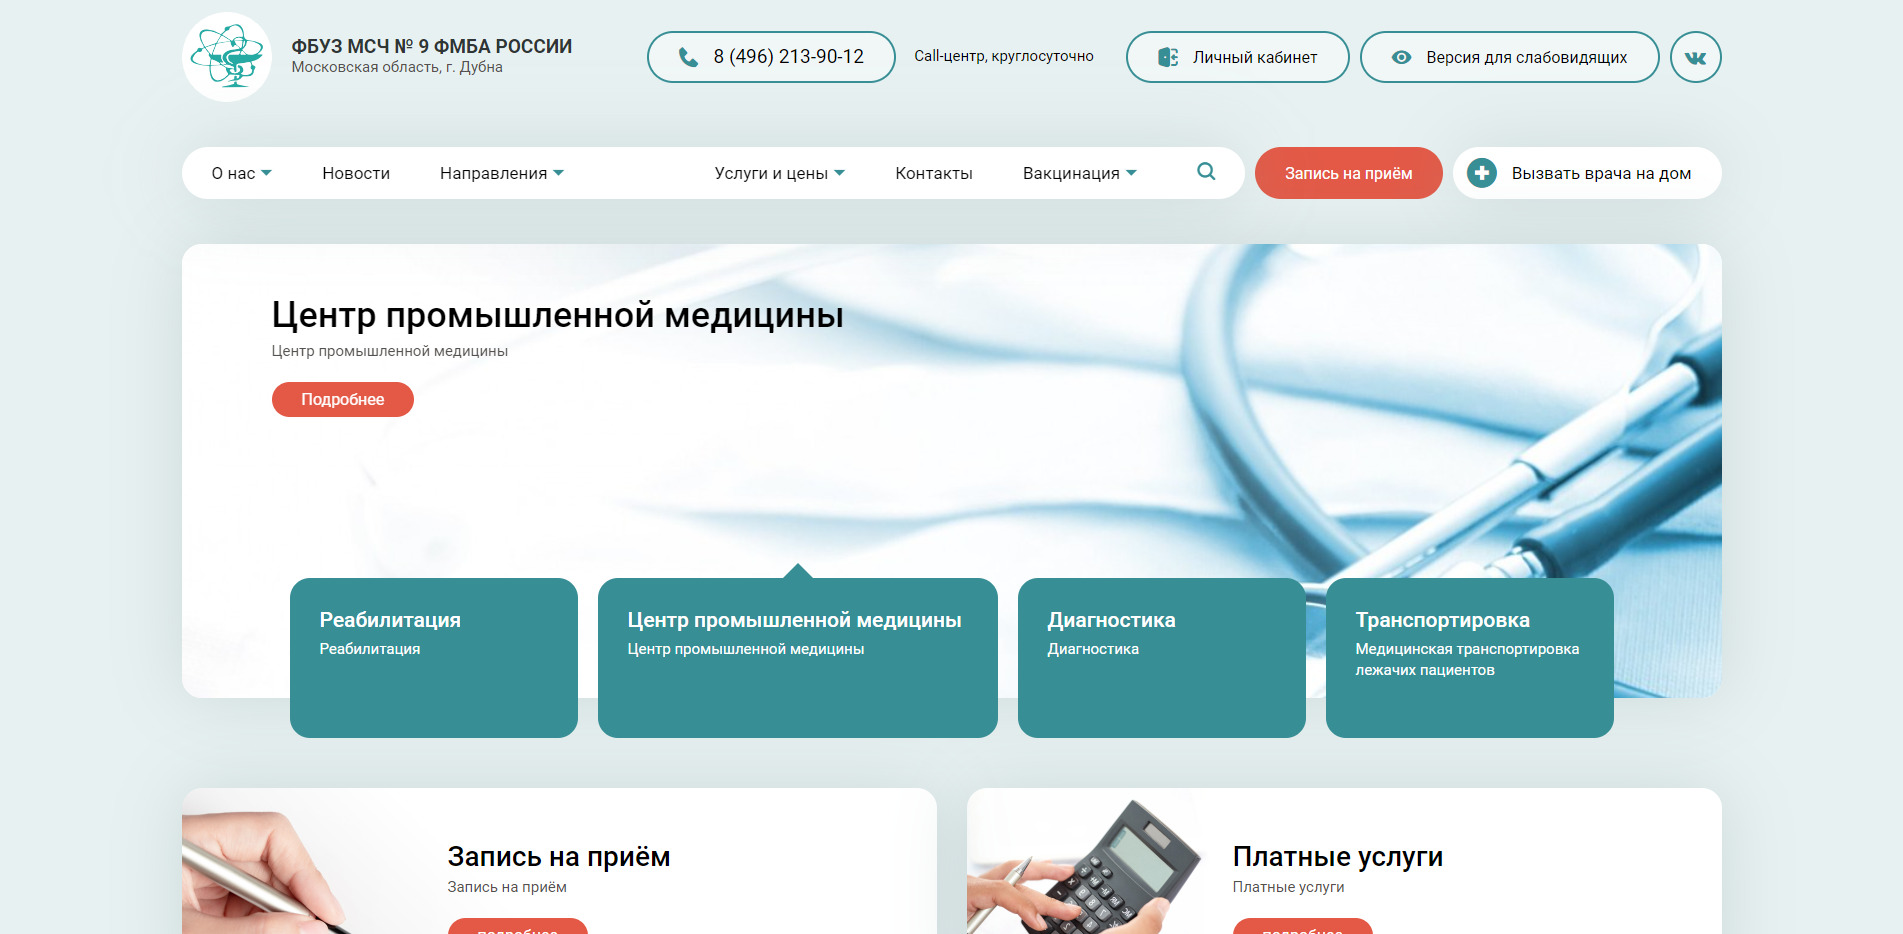 ФБУЗ МСЧ № 9 ФМБА РОССИИ
Московская область, г. Дубна
8 (496) 213-90-12
Call-центр, круглосуточно
Личный кабинет
Версия для слабовидящих
О нас
Новости
Направления
Услуги и цены
Контакты
Вакцинация
Запись на приём
Вызвать врача на дом
Центр промышленной медицины
Центр промышленной медицины
Подробнее
Реабилитация
Реабилитация
Центр промышленной медицины
Центр промышленной медицины
Диагностика
Диагностика
Транспортировка
Медицинская транспортировка
лежачих пациентов
Запись на приём
Запись на приём
подробнее
Платные услуги
Платные услуги
подробнее